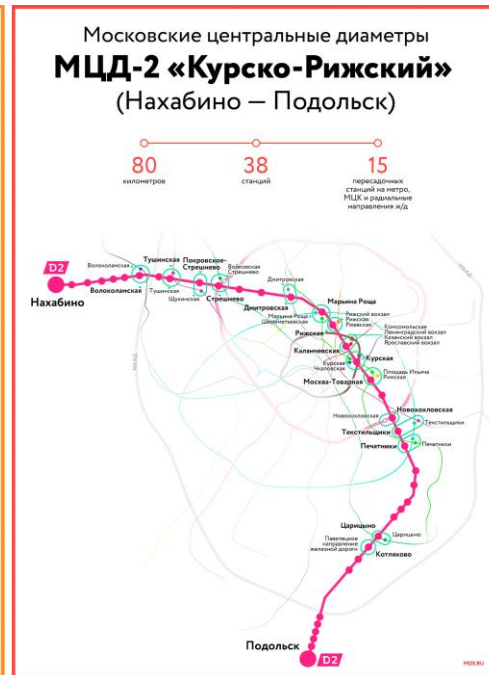 Московские центральные диаметры
МЦД-2 «Курско-Рижский»
(Нахабино — Подольск)
80
километров
38
станций
15
пересадочных
станций на метро,
МЦК и радиальные
направления ж/д
D2
Нахабино
Волоколамская
Волоколамская
Тушинская
Тушинская
Щукинская
Покровское-
Стрешнево
Войковская
Стрешнево
Стрешнево
Дмитровская
Дмитровская
Марьина Роща
Марьина Роща
Шереметьевская
Рижский вокзал
Рижская
Ржевская
Рижская
Комсомольская
Ленинградский вокзал
Казанский вокзал
Ярославский вокзал
Каланчевская
Курская
Курская
Чкаловская
Площадь Ильича
Римская
Москва-Товарная
Новохохловская
Новохохловская
Текстильщики
Текстильщики
Печатники
Печатники
Царицыно
Царицыно
Павелецкое
направление
железной дороги
Котляково
Подольск
D2
МКАД
МКАД
MOS.RU